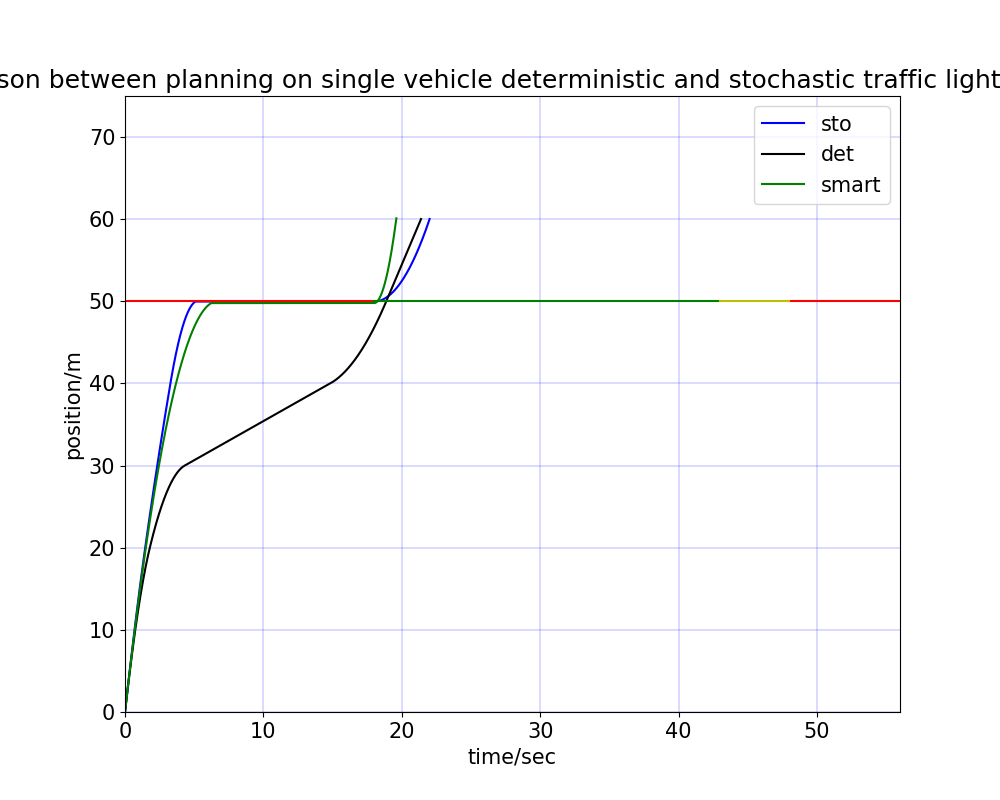 son between planning on single vehicle deterministic and stochastic traffic light
sto
det
smart
70
60
50
40
30
20
10
0
position/m
0 10 20 30 40 50
time/sec